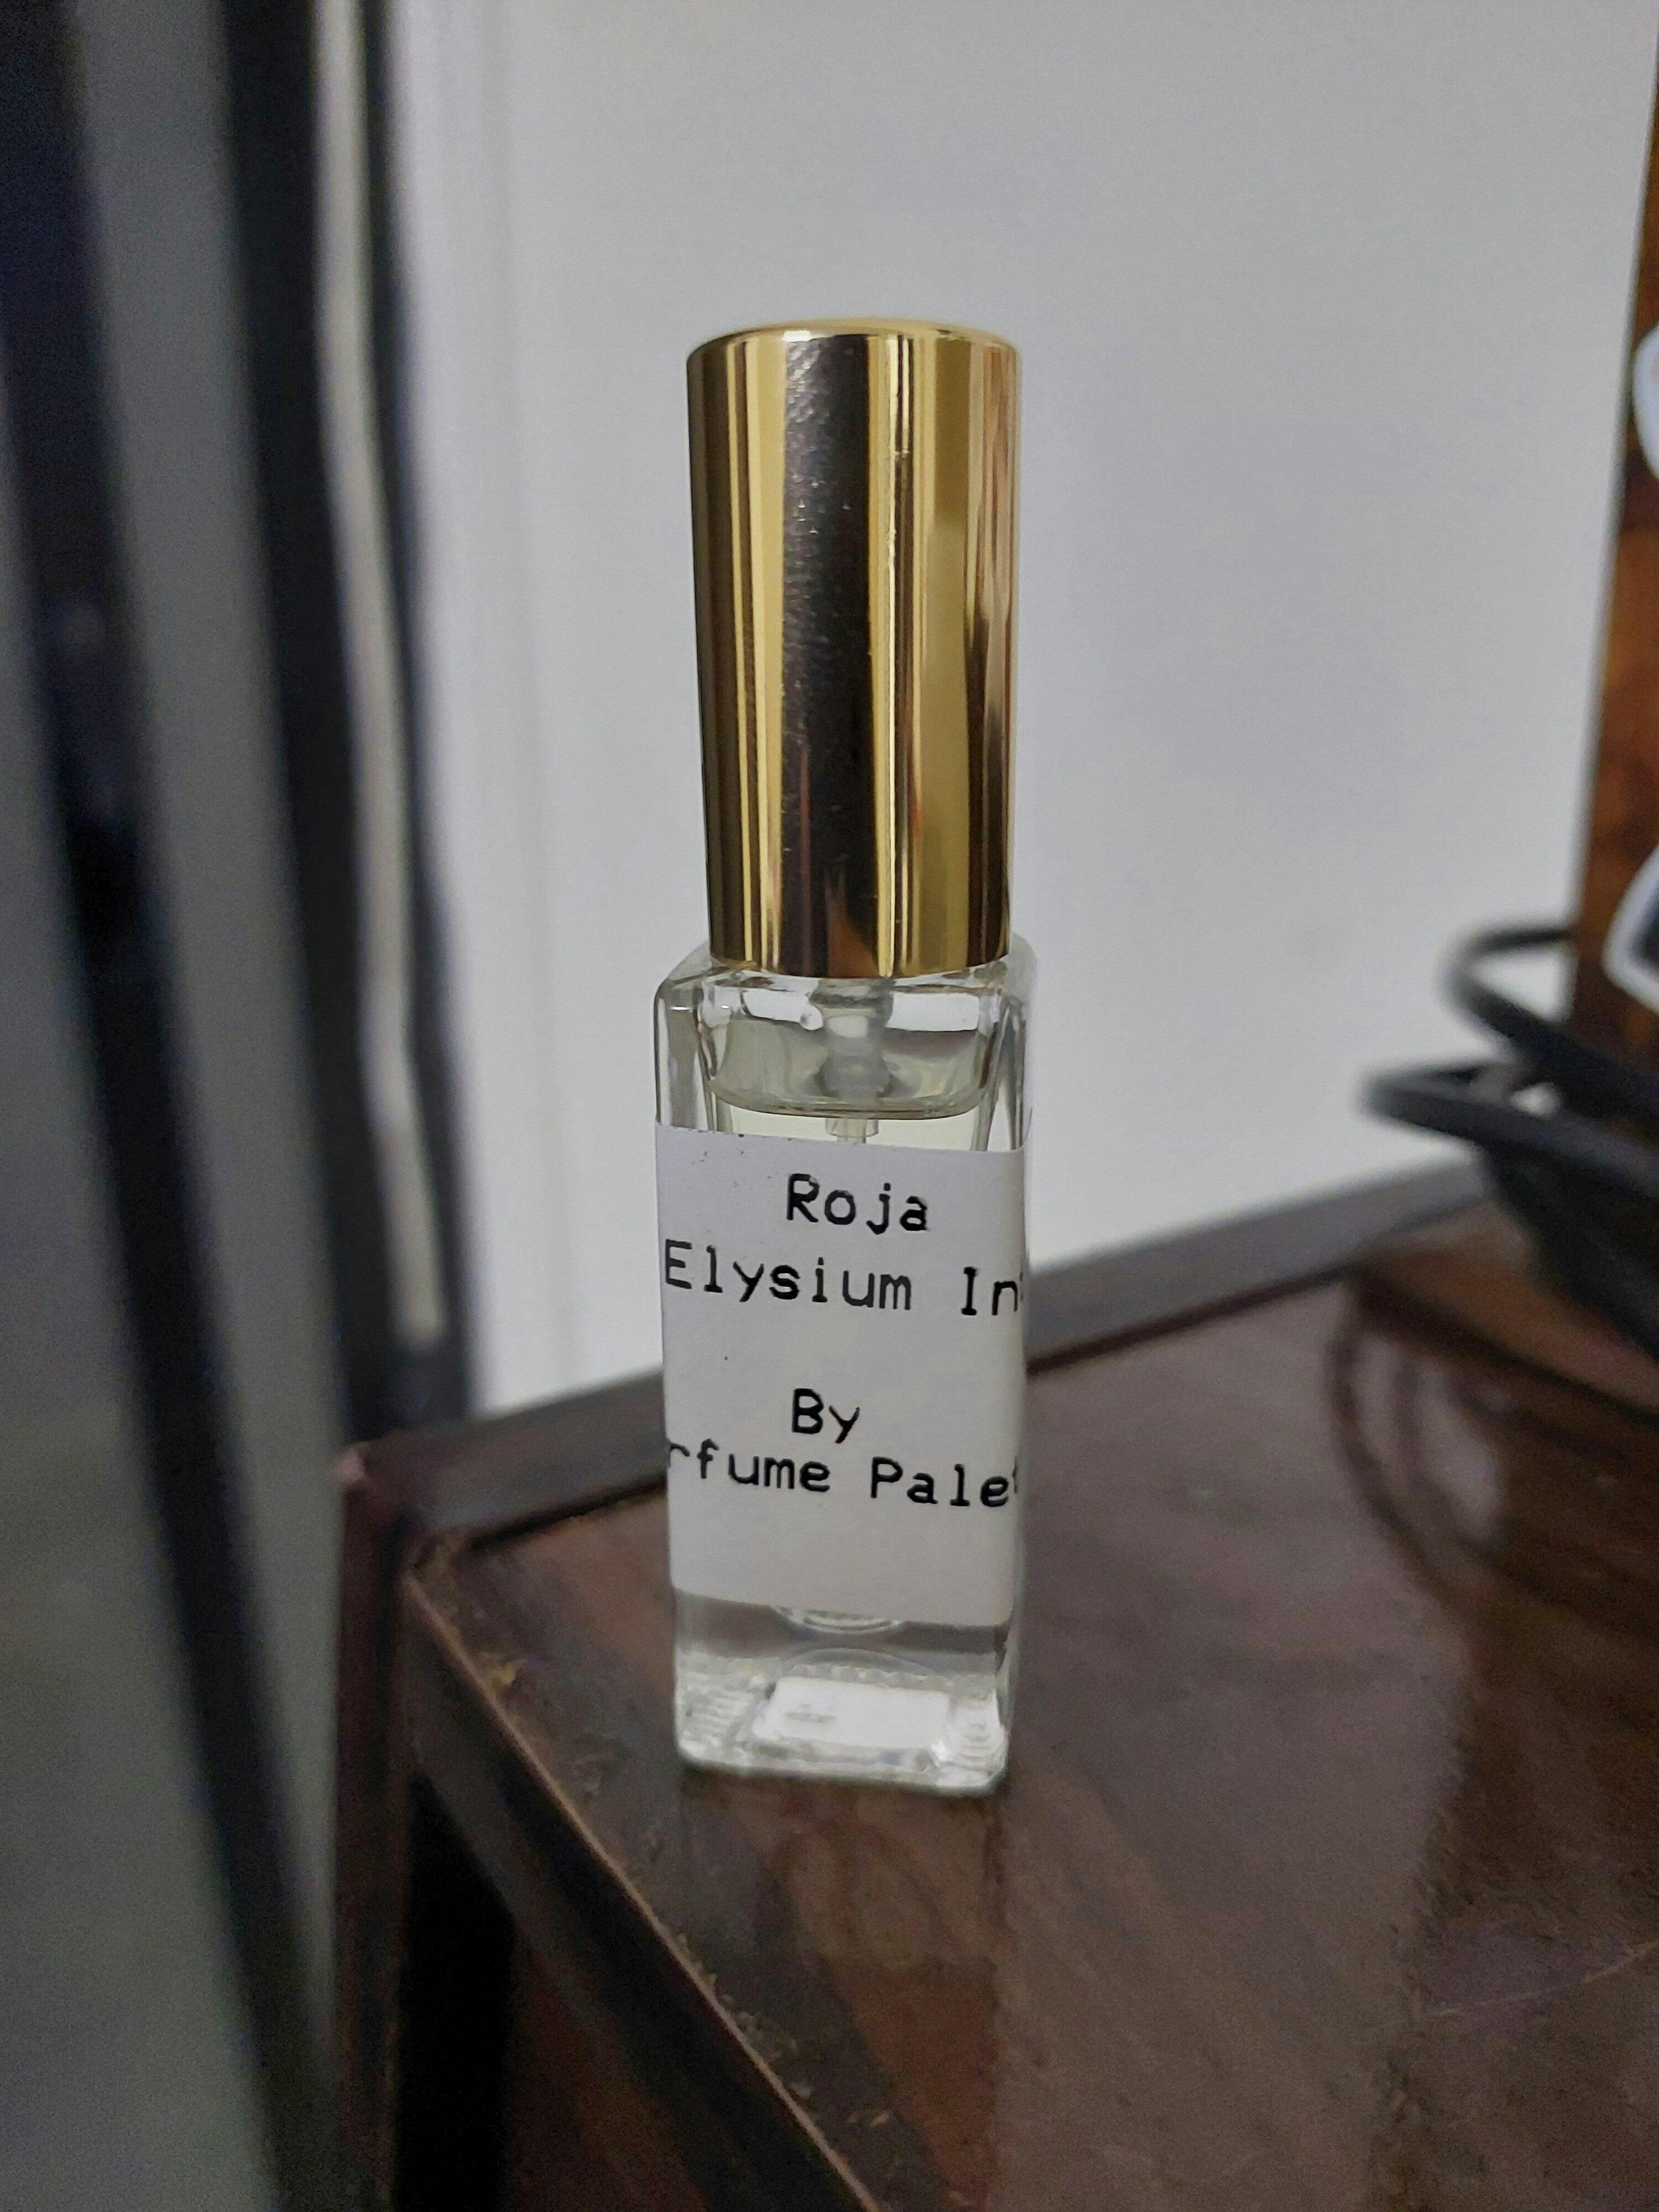 Roja
Elysium In
By
rfume Pale